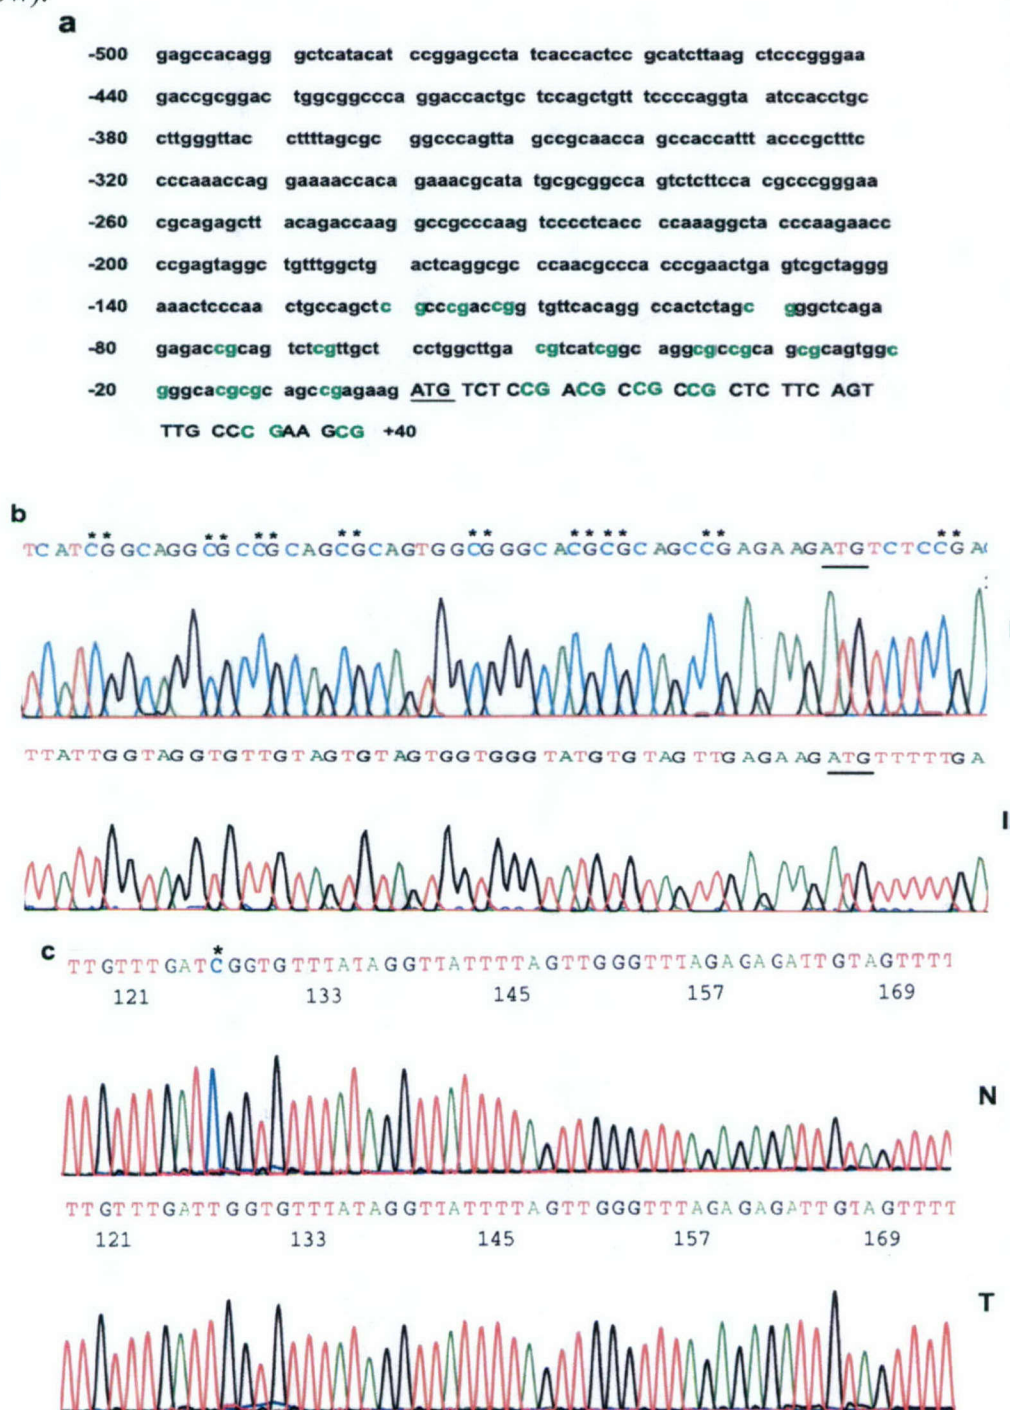 a
-500 gagccacagg gctcatacat ccggagccta tcaccactcc gcatcttaag ctcccgggaa
-440 gaccgcggac tggcggccca ggaccactgc tccagctgtt tccccaggta atccacctgc
-380 cttgggttac cttttagcgc ggcccagtta gccgcaacca gccaccattt acccgctttc
-320 cccaaaccag gaaaaccaca gaaacgcata tgcgcggcca gtctcttcca cgcccgggaa
-260 cgcagagctt acagaccaag gccgcccaag tcccctcacc cccaaaggcta cccaagaacc
-200 ccgagtaggc tgtttggctg actcaggcgc ccaacgccca cccgaactga gtcgctaggg
-140 aaactcccaa ctgccagctc gcccgaccgg tgttcacagg ccactctagc gggctcaga
-80 gagaccgcag tctcgttgct cctggcttga cgtcatcggc aggcgccgca gcgcagtggc
-20 gggcacgcgc agccgagaag ATG TCT CCG ACG CCG CCG CTC TTC AGT
TTG CCC GAA GCG +40
b
** ** ** ** ** **** ** **
TCATCGGCAGGCGCCGCAGCGCAGTGGCGGGCACGCGCAGCCGAGAAGATGTCTCCGA
TTATTGGTAGGTGTTGTAGTGTAGTGGTGGGTATGTGTAGTTGAGAAGATGTTTTTGA
c
*
TTGTTTGATCGGTGTTTATAGGTTATTTTAGTTGGGTTTAGAGAGATTGTAGTTTT
121 133 145 157 169
N
TTGTTTGATTGGTGTTTATAGGTTATTTTAGTTGGGTTTAGAGAGATTGTAGTTTT
121 133 145 157 169
T